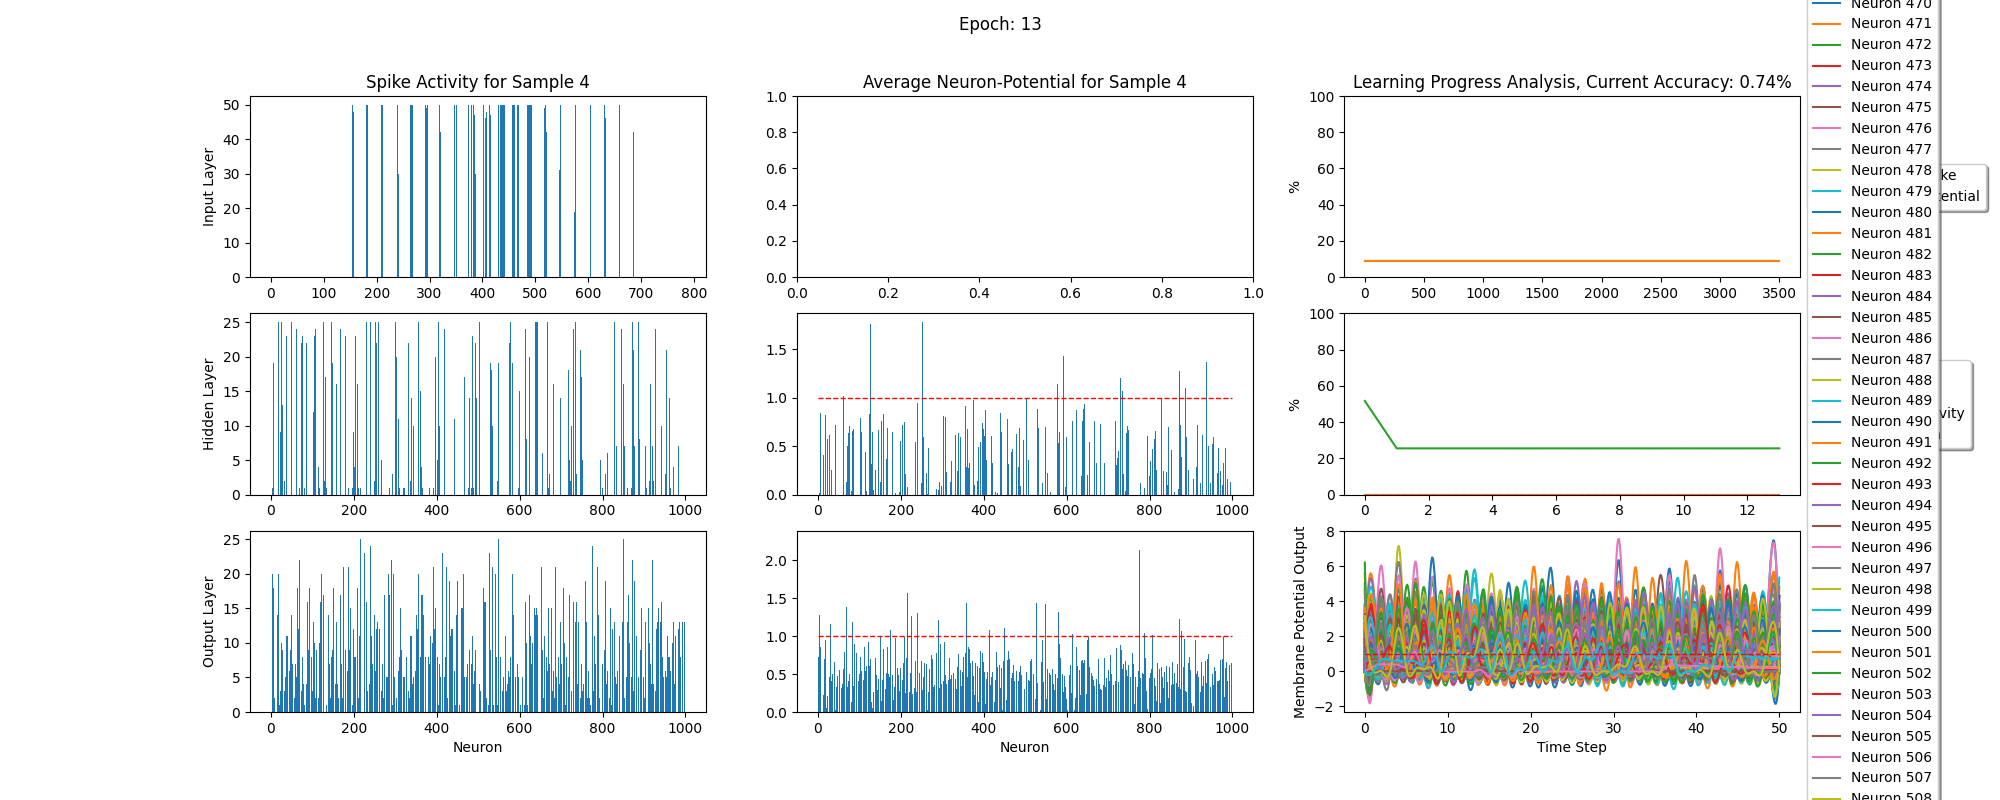 Epoch: 13
Spike Activity for Sample 4
Average Neuron-Potential for Sample 4
Learning Progress Analysis, Current Accuracy: 0.74%
Input Layer
50
40
30
20
10
0
0 100 200 300 400 500 600 700 800
1.0
0.8
0.6
0.4
0.2
0.0
0.0 0.2 0.4 0.6 0.8 1.0
%
100
80
60
40
20
0
0 500 1000 1500 2000 2500 3000 3500
Hidden Layer
25
20
15
10
5
0
0 200 400 600 800 1000
1.5
1.0
0.5
0.0
0 200 400 600 800 1000
%
100
80
60
40
20
0
0 2 4 6 8 10 12
Output Layer
25
20
15
10
5
0
0 200 400 600 800 1000
Neuron
2.0
1.5
1.0
0.5
0.0
0 200 400 600 800 1000
Neuron
Membrane Potential Output
8
6
4
2
0
−2
0 10 20 30 40 50
Time Step
Neuron 470
Neuron 471
Neuron 472
Neuron 473
Neuron 474
Neuron 475
Neuron 476
Neuron 477
Neuron 478
Neuron 479
Neuron 480
Neuron 481
Neuron 482
Neuron 483
Neuron 484
Neuron 485
Neuron 486
Neuron 487
Neuron 488
Neuron 489
Neuron 490
Neuron 491
Neuron 492
Neuron 493
Neuron 494
Neuron 495
Neuron 496
Neuron 497
Neuron 498
Neuron 499
Neuron 500
Neuron 501
Neuron 502
Neuron 503
Neuron 504
Neuron 505
Neuron 506
Neuron 507
Neuron 508
ke
ential
vity